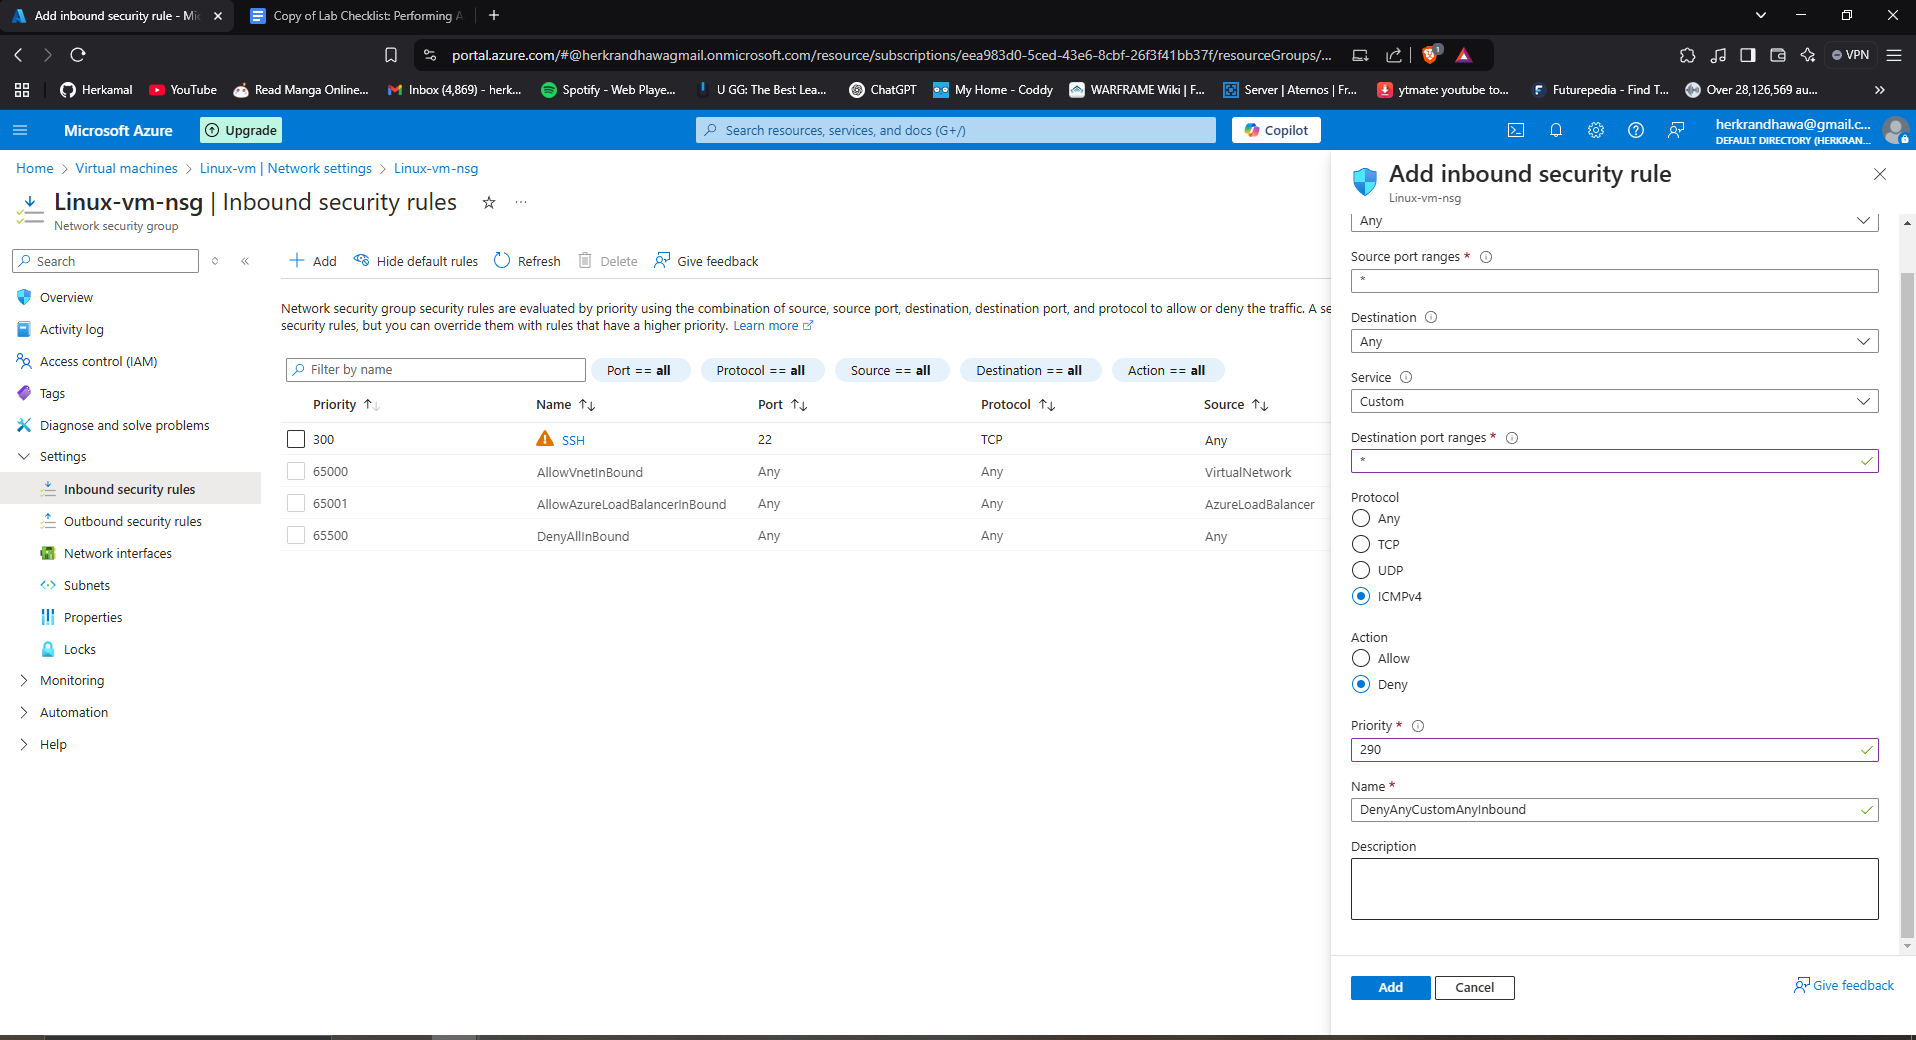 Add inbound security rule - Mic
Copy of Lab Checklist: Performing A
portal.azure.com/#@herkrandhawagmail.onmicrosoft.com/resource/subscriptions/eea983d0-5ced-43e6-8cbf-26f3f41bb37f/resourceGroups/...
1
VPN
Herkamal
YouTube
Read Manga Online...
Inbox (4,869) - herk...
Spotify - Web Playe...
U GG: The Best Lea...
ChatGPT
My Home - Coddy
WARFRAME Wiki | F...
Server | Aternos | Fr...
ytmate: youtube to...
Futurepedia - Find T...
Over 28,126,569 au...
Microsoft Azure
Upgrade
Search resources, services, and docs (G+/)
Copilot
herkrandhawa@gmail.c...
DEFAULT DIRECTORY (HERKRAN...
Home > Virtual machines > Linux-vm | Network settings > Linux-vm-nsg
Linux-vm-nsg | Inbound security rules
Network security group
Search
Overview
Activity log
Access control (IAM)
Tags
Diagnose and solve problems
Settings
Inbound security rules
Outbound security rules
Network interfaces
Subnets
Properties
Locks
Monitoring
Automation
Help
Add
Hide default rules
Refresh
Delete
Give feedback
Network security group security rules are evaluated by priority using the combination of source, source port, destination, destination port, and protocol to allow or deny the traffic. A se
security rules, but you can override them with rules that have a higher priority. Learn more
Filter by name
Port == all
Protocol == all
Source == all
Destination == all
Action == all
Priority Name Port Protocol Source
300 SSH 22 TCP Any
65000 AllowVnetInBound Any Any VirtualNetwork
65001 AllowAzureLoadBalancerInBound Any Any AzureLoadBalancer
65500 DenyAllInBound Any Any Any
Add inbound security rule
Linux-vm-nsg
Any
Source port ranges *
*
Destination
Any
Service
Custom
Destination port ranges *
*
Protocol
Any
TCP
UDP
ICMPv4
Action
Allow
Deny
Priority *
290
Name *
DenyAnyCustomAnyInbound
Description
Add
Cancel
Give feedback